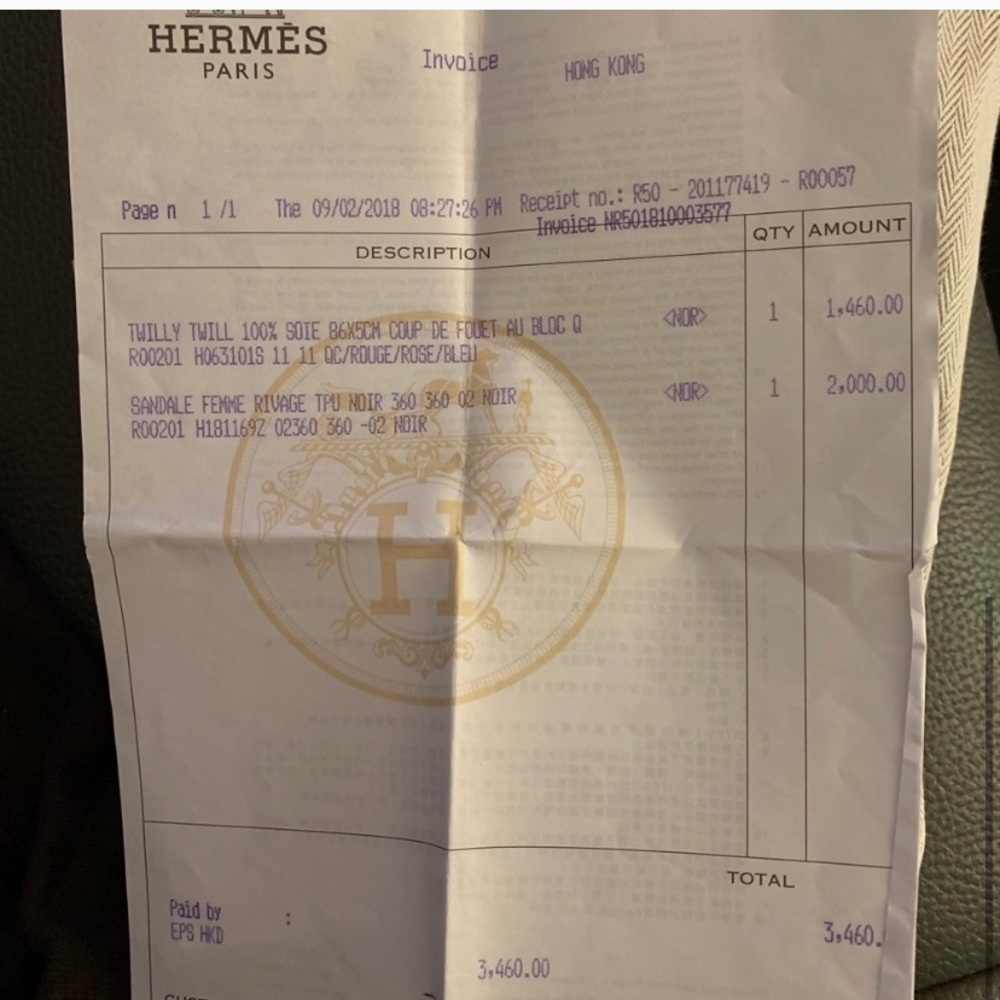 HERMÈS
PARIS
Invoice HONG KONG
Page n 1 /1 The 09/02/2018 08:27:26 PM Receipt no.: R50 - 201177419 - R00057
Invoice NR501810003577
DESCRIPTION QTY AMOUNT
TWILLY TWILL 100% SOIE 86X5CM COUP DE FOUET AU BLOC Q <NOR> 1 1,460.00
R00201 H063101S 11 11 QC/ROUGE/ROSE/BLEU
SANDALE FEMME RIVAGE TPU NOIR 360 360 02 NOIR <NOR> 1 2,000.00
R00201 H181169Z 02360 360 -02 NOIR
H
TOTAL
Paid by :
EPS HKD 3,460.
3,460.00